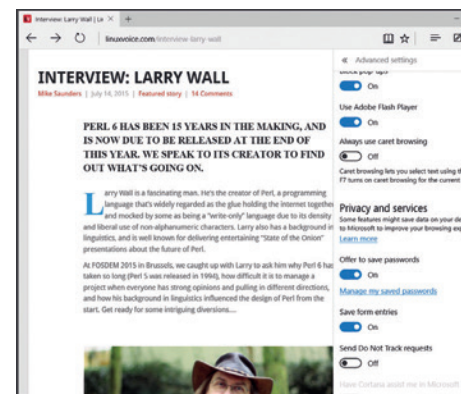 Interview: Larry Wall | Li
linuxvoice.com/interview-larry-wall
INTERVIEW: LARRY WALL
Mike Saunders | July 14, 2015 | Featured story | 14 Comments
PERL 6 HAS BEEN 15 YEARS IN THE MAKING, AND
IS NOW DUE TO BE RELEASED AT THE END OF
THIS YEAR. WE SPEAK TO ITS CREATOR TO FIND
OUT WHAT'S GOING ON.
Larry Wall is a fascinating man. He's the creator of Perl, a programming
language that's widely regarded as the glue holding the internet together
and mocked by some as being a "write-only" language due to its density
and liberal use of non-alphanumeric characters. Larry also has a background in
linguistics, and is well known for delivering entertaining "State of the Onion"
presentations about the future of Perl.
At FOSDEM 2015 in Brussels, we caught up with Larry to ask him why Perl 6 has
taken so long (Perl 5 was released in 1994), how difficult it is to manage a
project when everyone has strong opinions and pulling in different directions,
and how his background in linguistics influenced the design of Perl from the
start. Get ready for some intriguing diversions....
Advanced settings
Block pop-ups
On
Use Adobe Flash Player
On
Always use caret browsing
Off
Caret browsing lets you select text using th
F7 turns on caret browsing for the current
Privacy and services
Some features might save data on your de
to Microsoft to improve your browsing exp
Learn more
Offer to save passwords
On
Manage my saved passwords
Save form entries
On
Send Do Not Track requests
Off
Have Cortana assist me in Microsoft